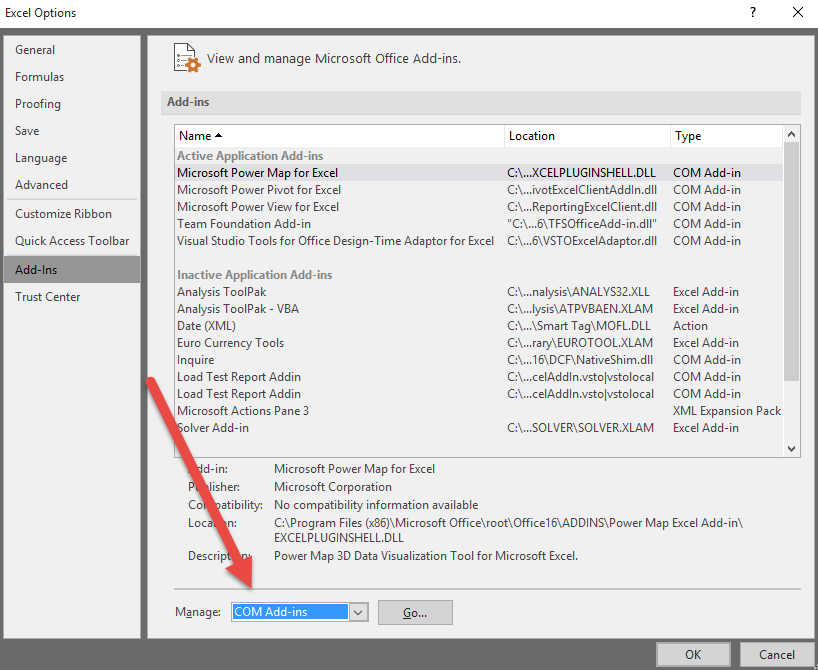 Excel Options
?
General
Formulas
Proofing
Save
Language
Advanced
Customize Ribbon
Quick Access Toolbar
Add-Ins
Trust Center
View and manage Microsoft Office Add-ins.
Add-ins
Name Location Type
Active Application Add-ins
Microsoft Power Map for Excel C:\...XCELPLUGINSHELL.DLL COM Add-in
Microsoft Power Pivot for Excel C:\...ivotExcelClientAddIn.dll COM Add-in
Microsoft Power View for Excel C:\...ReportingExcelClient.dll COM Add-in
Team Foundation Add-in "C:\...6\TFSOfficeAdd-in.dll" COM Add-in
Visual Studio Tools for Office Design-Time Adaptor for Excel C:\...6\VSTOExcelAdaptor.dll COM Add-in
Inactive Application Add-ins
Analysis ToolPak C:\...nalysis\ANALYS32.XLL Excel Add-in
Analysis ToolPak - VBA C:\...lysis\ATPVBAEN.XLAM Excel Add-in
Date (XML) C:\...\Smart Tag\MOFL.DLL Action
Euro Currency Tools C:\...rary\EUROTOOL.XLAM Excel Add-in
Inquire C:\...16\DCF\NativeShim.dll COM Add-in
Load Test Report Addin C:\...celAddIn.vsto|vstolocal COM Add-in
Load Test Report Addin C:\...celAddIn.vsto|vstolocal COM Add-in
Microsoft Actions Pane 3 XML Expansion Pack
Solver Add-in C:\...SOLVER\SOLVER.XLAM Excel Add-in
Add-in: Microsoft Power Map for Excel
Publisher: Microsoft Corporation
Compatibility: No compatibility information available
Location: C:\Program Files (x86)\Microsoft Office\root\Office16\ADDINS\Power Map Excel Add-in\
EXCELPLUGINSHELL.DLL
Description: Power Map 3D Data Visualization Tool for Microsoft Excel.
Manage: COM Add-ins Go...
OK Cancel